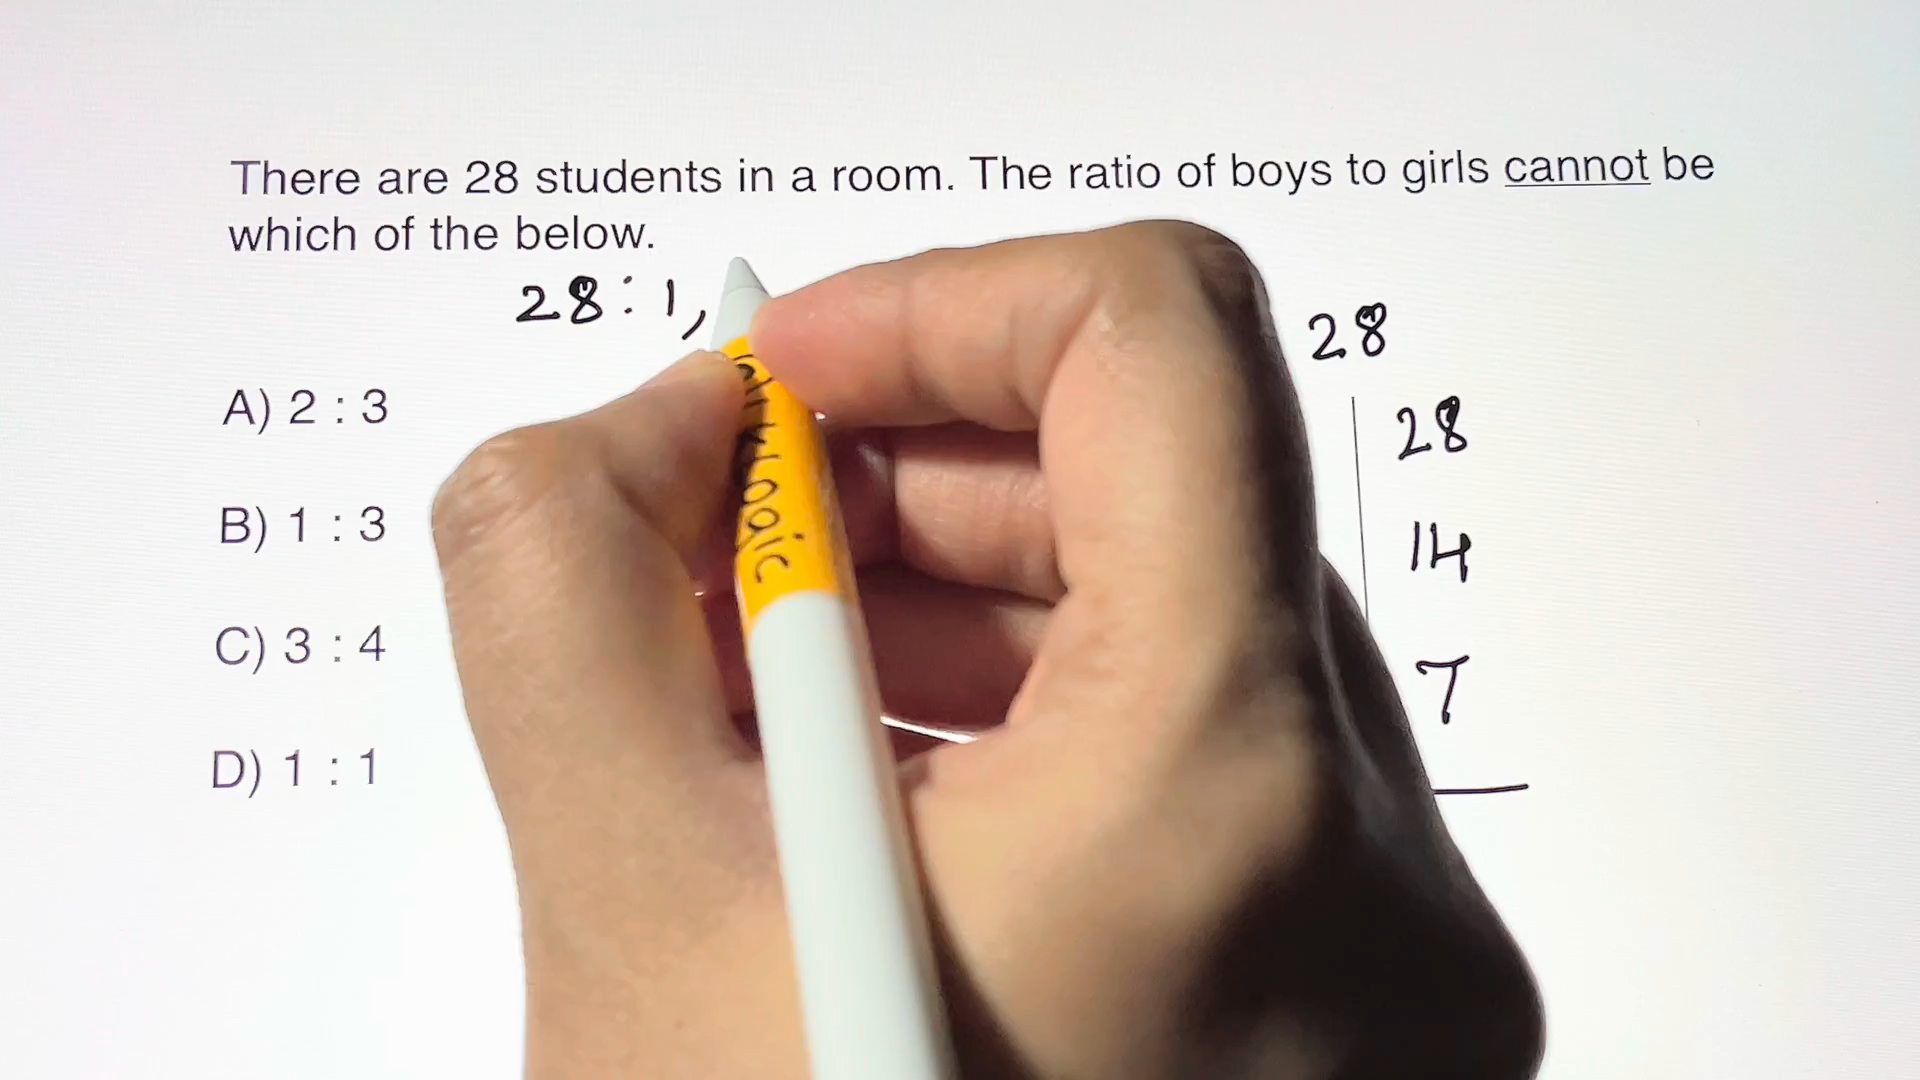 There are 28 students in a room. The ratio of boys to girls cannot be
which of the below.
28 : 1,
28
A) 2 : 3
28
B) 1 : 3
14
C) 3 : 4
7
D) 1 : 1
Logic